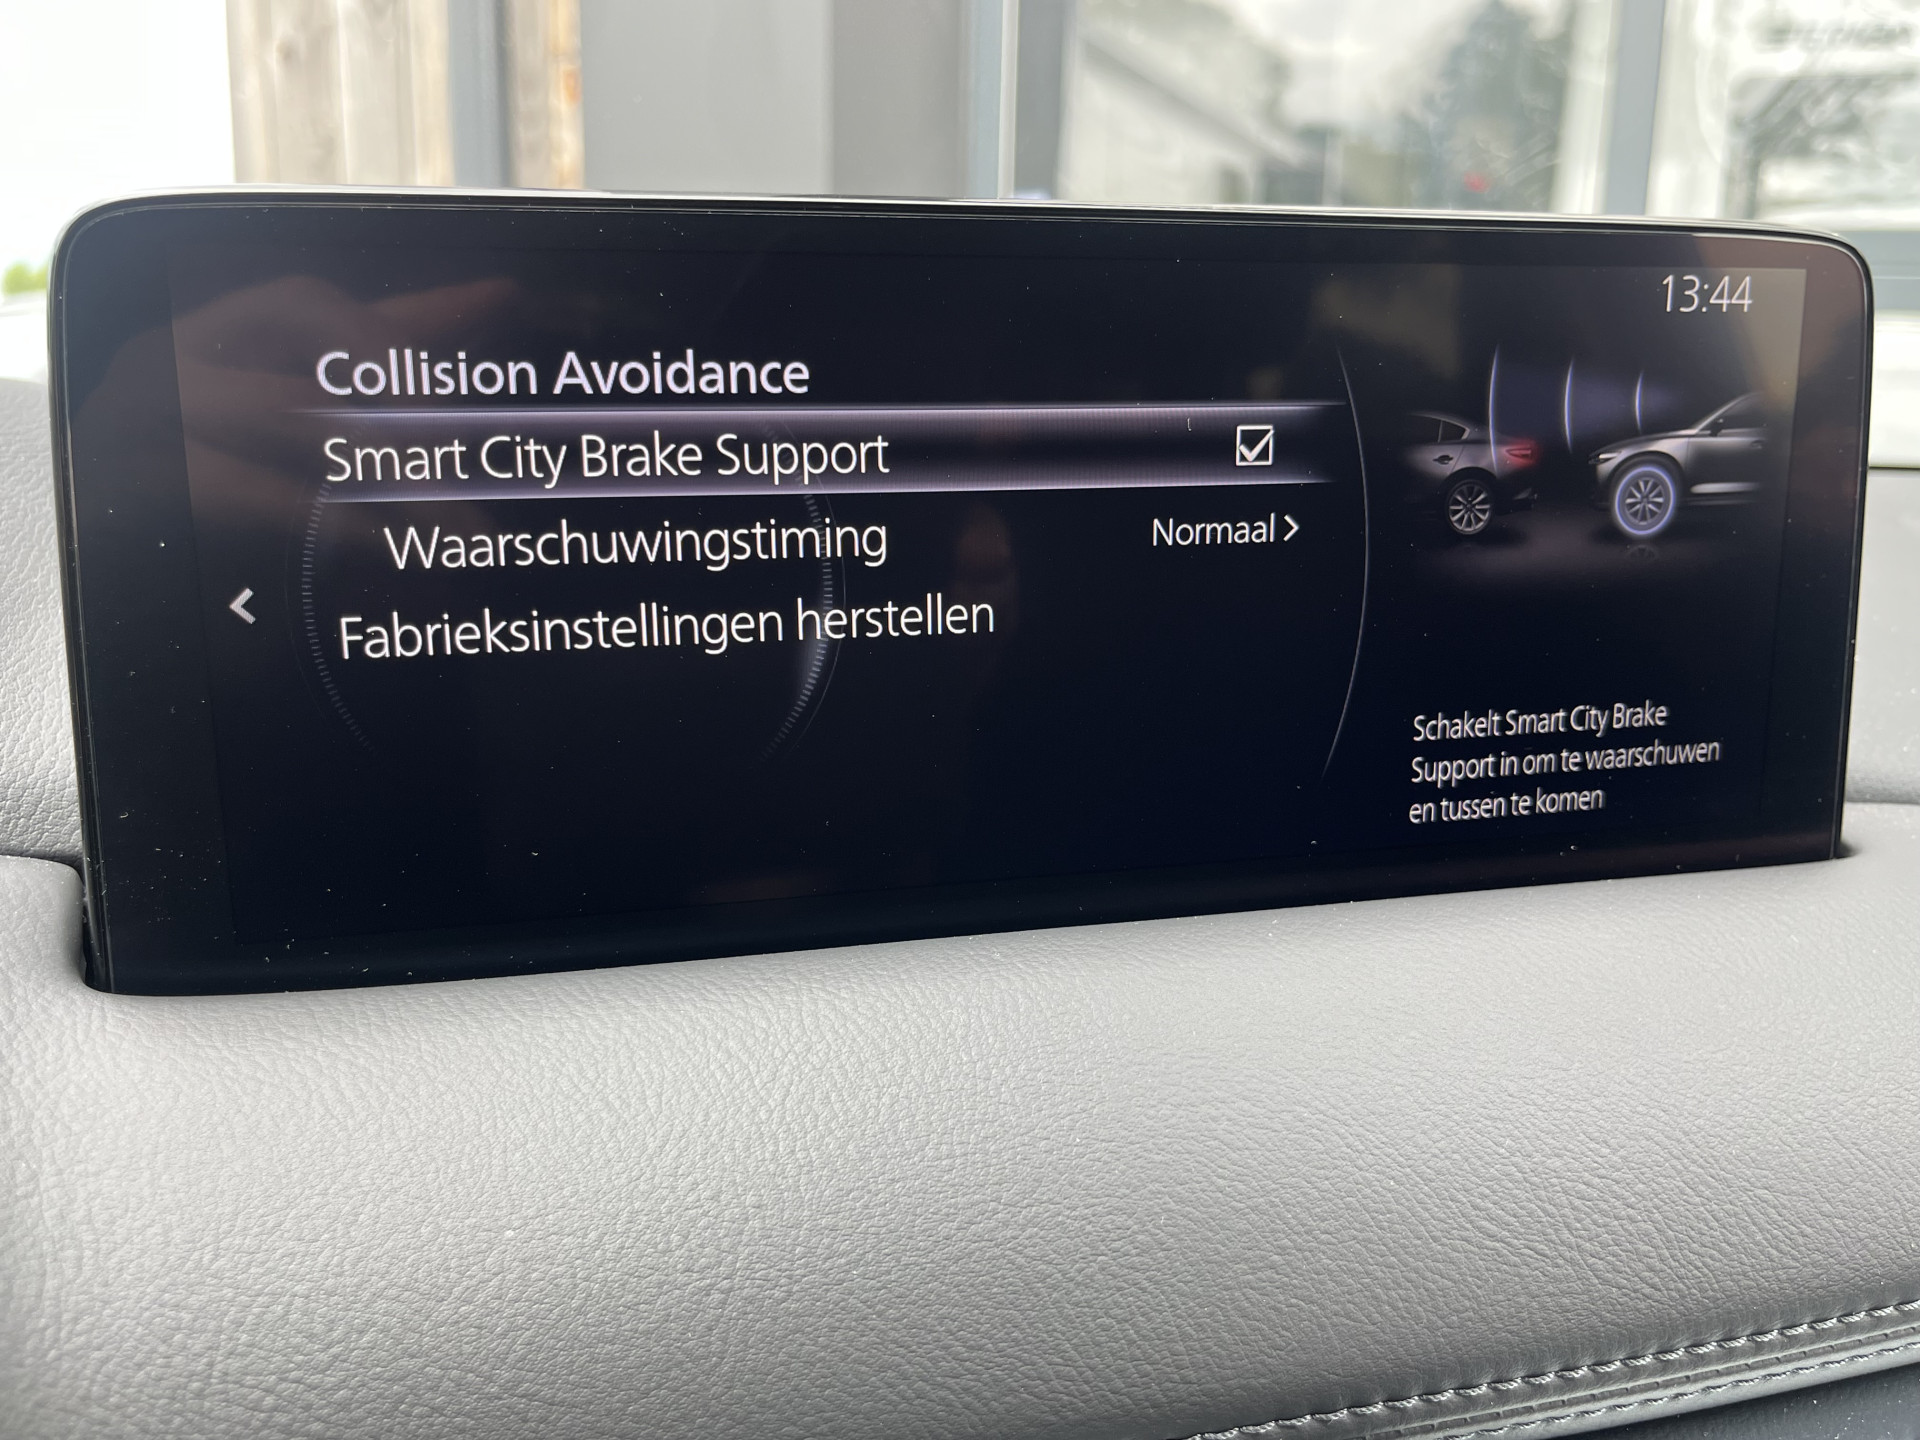 13:44
Collision Avoidance
Smart City Brake Support
Waarschuwingstiming Normaal
Fabrieksinstellingen herstellen
Schakelt Smart City Brake
Support in om te waarschuwen
en tussen te komen